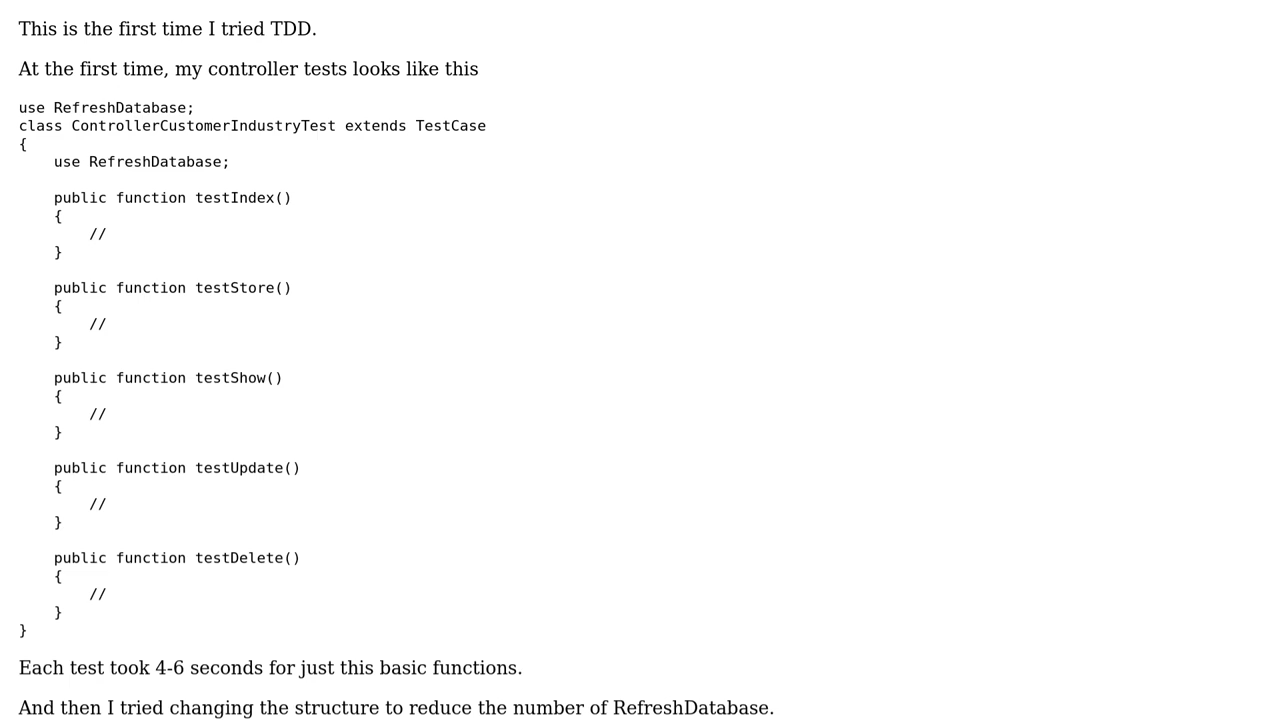 This is the first time I tried TDD.
At the first time, my controller tests looks like this
use RefreshDatabase;
class ControllerCustomerIndustryTest extends TestCase
{
    use RefreshDatabase;

    public function testIndex()
    {
        //
    }

    public function testStore()
    {
        //
    }

    public function testShow()
    {
        //
    }

    public function testUpdate()
    {
        //
    }

    public function testDelete()
    {
        //
    }
}
Each test took 4-6 seconds for just this basic functions.
And then I tried changing the structure to reduce the number of RefreshDatabase.